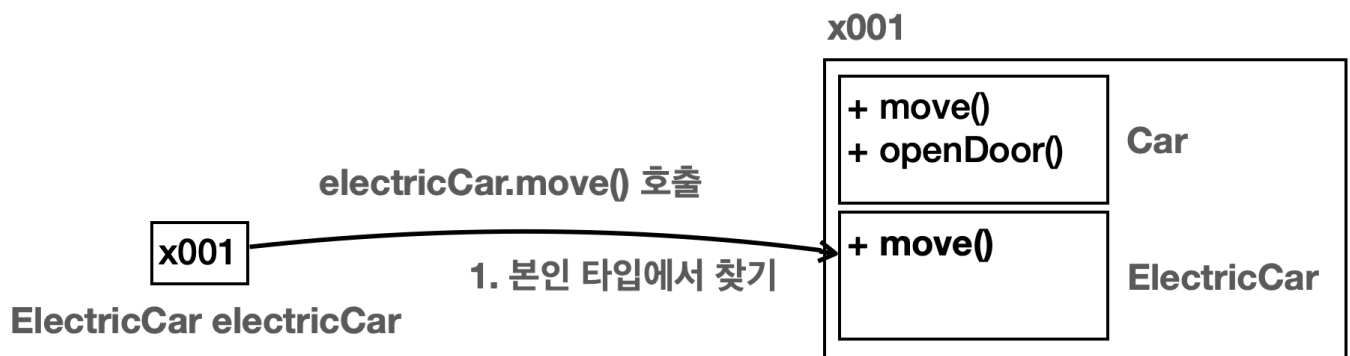 x001
+ move()
+ openDoor()
Car
electricCar.move() 호출
x001
1. 본인 타입에서 찾기
+ move()
ElectricCar
ElectricCar electricCar